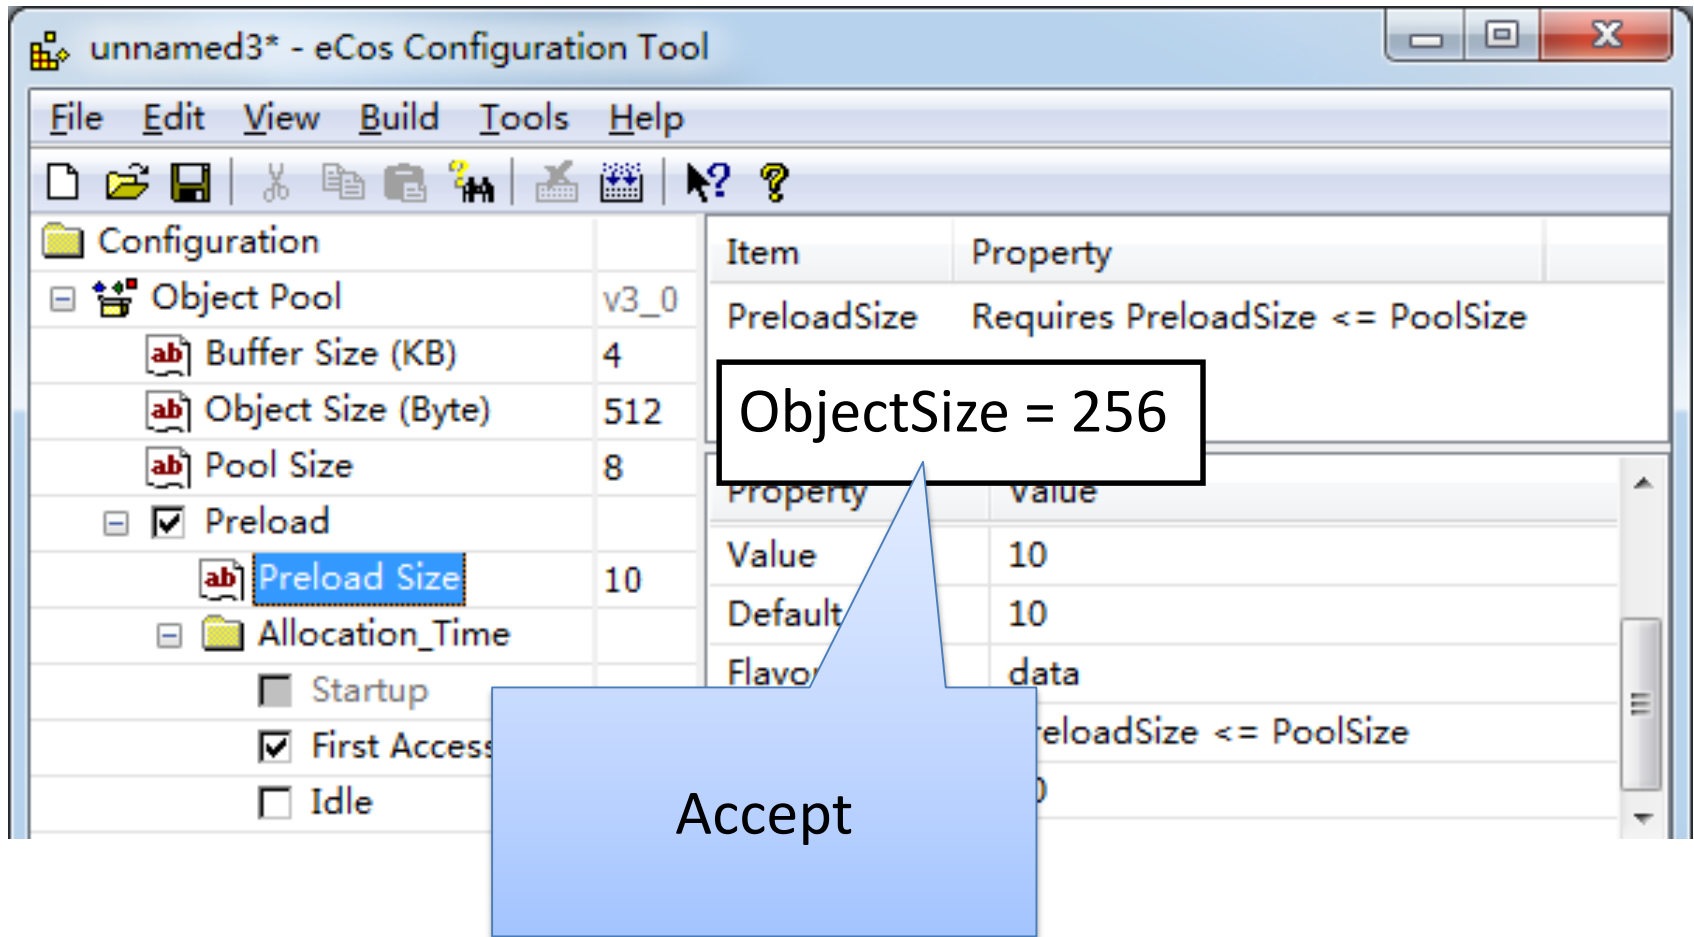 unnamed3* - eCos Configuration Tool
File Edit View Build Tools Help
Configuration
Object Pool v3_0
Buffer Size (KB) 4
Object Size (Byte) 512
Pool Size 8
Preload
Preload Size 10
Allocation_Time
Startup
First Access
Idle
Item Property
PreloadSize Requires PreloadSize <= PoolSize
ObjectSize = 256
Property Value
Value 10
Default 10
Flavor data
reloadSize <= PoolSize
Accept